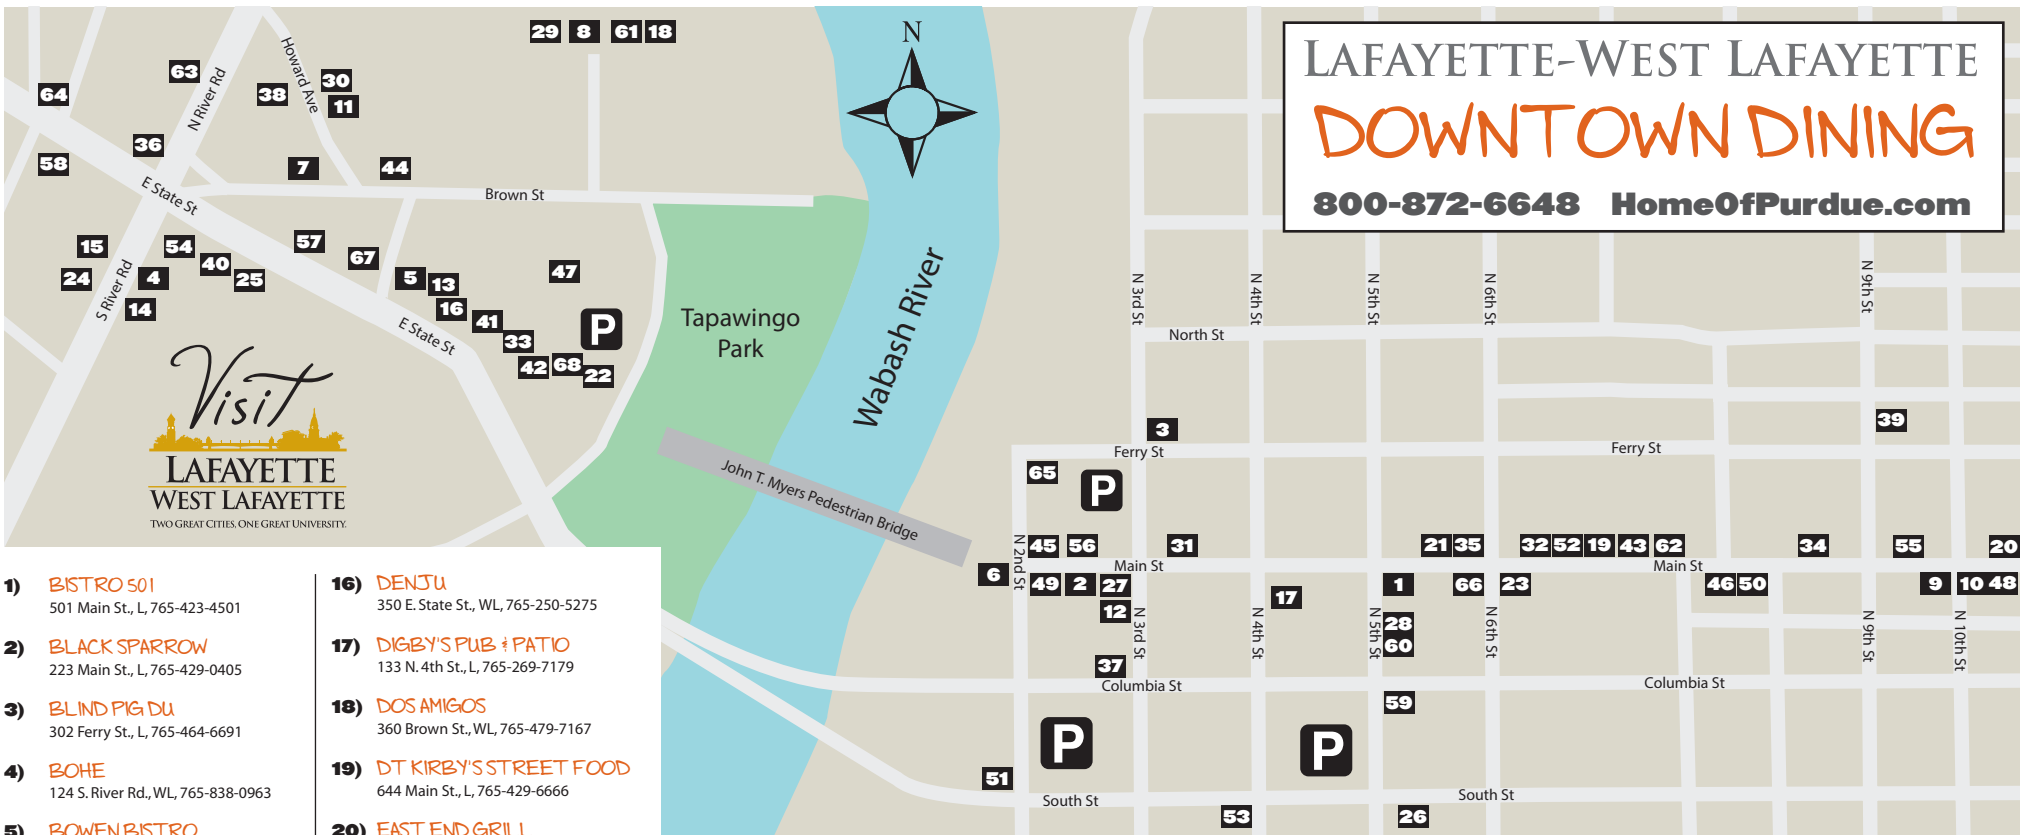 29 8 61 18
N
LAFAYETTE-WEST LAFAYETTE
DOWNTOWN DINING
800-872-6648 HomeOfPurdue.com
63
64
38
Howard Ave
30
11
N River Rd
36
58
7
44
E State St
Brown St
15
54
40
57
67
24
4
25
5
13
47
14
S River Rd
16
41
33
E State St
42
68
22
P
Tapawingo
Park
Wabash River
N 3rd St
N 4th St
N 5th St
N 6th St
N 9th St
North St
39
3
Ferry St
Ferry St
65
P
John T. Myers Pedestrian Bridge
N 2nd St
45 56
31
21 35
32 52 19 43 62
34
55
20
Main St
Main St
6
49 2 27
12
17
1
66
23
46 50
9
10 48
28
60
N 3rd St
N 4th St
N 5th St
N 6th St
N 9th St
N 10th St
37
Columbia St
Columbia St
59
P
P
51
South St
South St
53
26
Visit
LAFAYETTE
WEST LAFAYETTE
TWO GREAT CITIES. ONE GREAT UNIVERSITY.
1) BISTRO 501
501 Main St., L, 765-423-4501
2) BLACK SPARROW
223 Main St., L, 765-429-0405
3) BLIND PIG DU
302 Ferry St., L, 765-464-6691
4) BOHE
124 S. River Rd., WL, 765-838-0963
5) BOWEN BISTRO
16) DENJU
350 E. State St., WL, 765-250-5275
17) DIGBY'S PUB & PATIO
133 N. 4th St., L, 765-269-7179
18) DOS AMIGOS
360 Brown St., WL, 765-479-7167
19) DT KIRBY'S STREET FOOD
644 Main St., L, 765-429-6666
20) EAST END GRILL